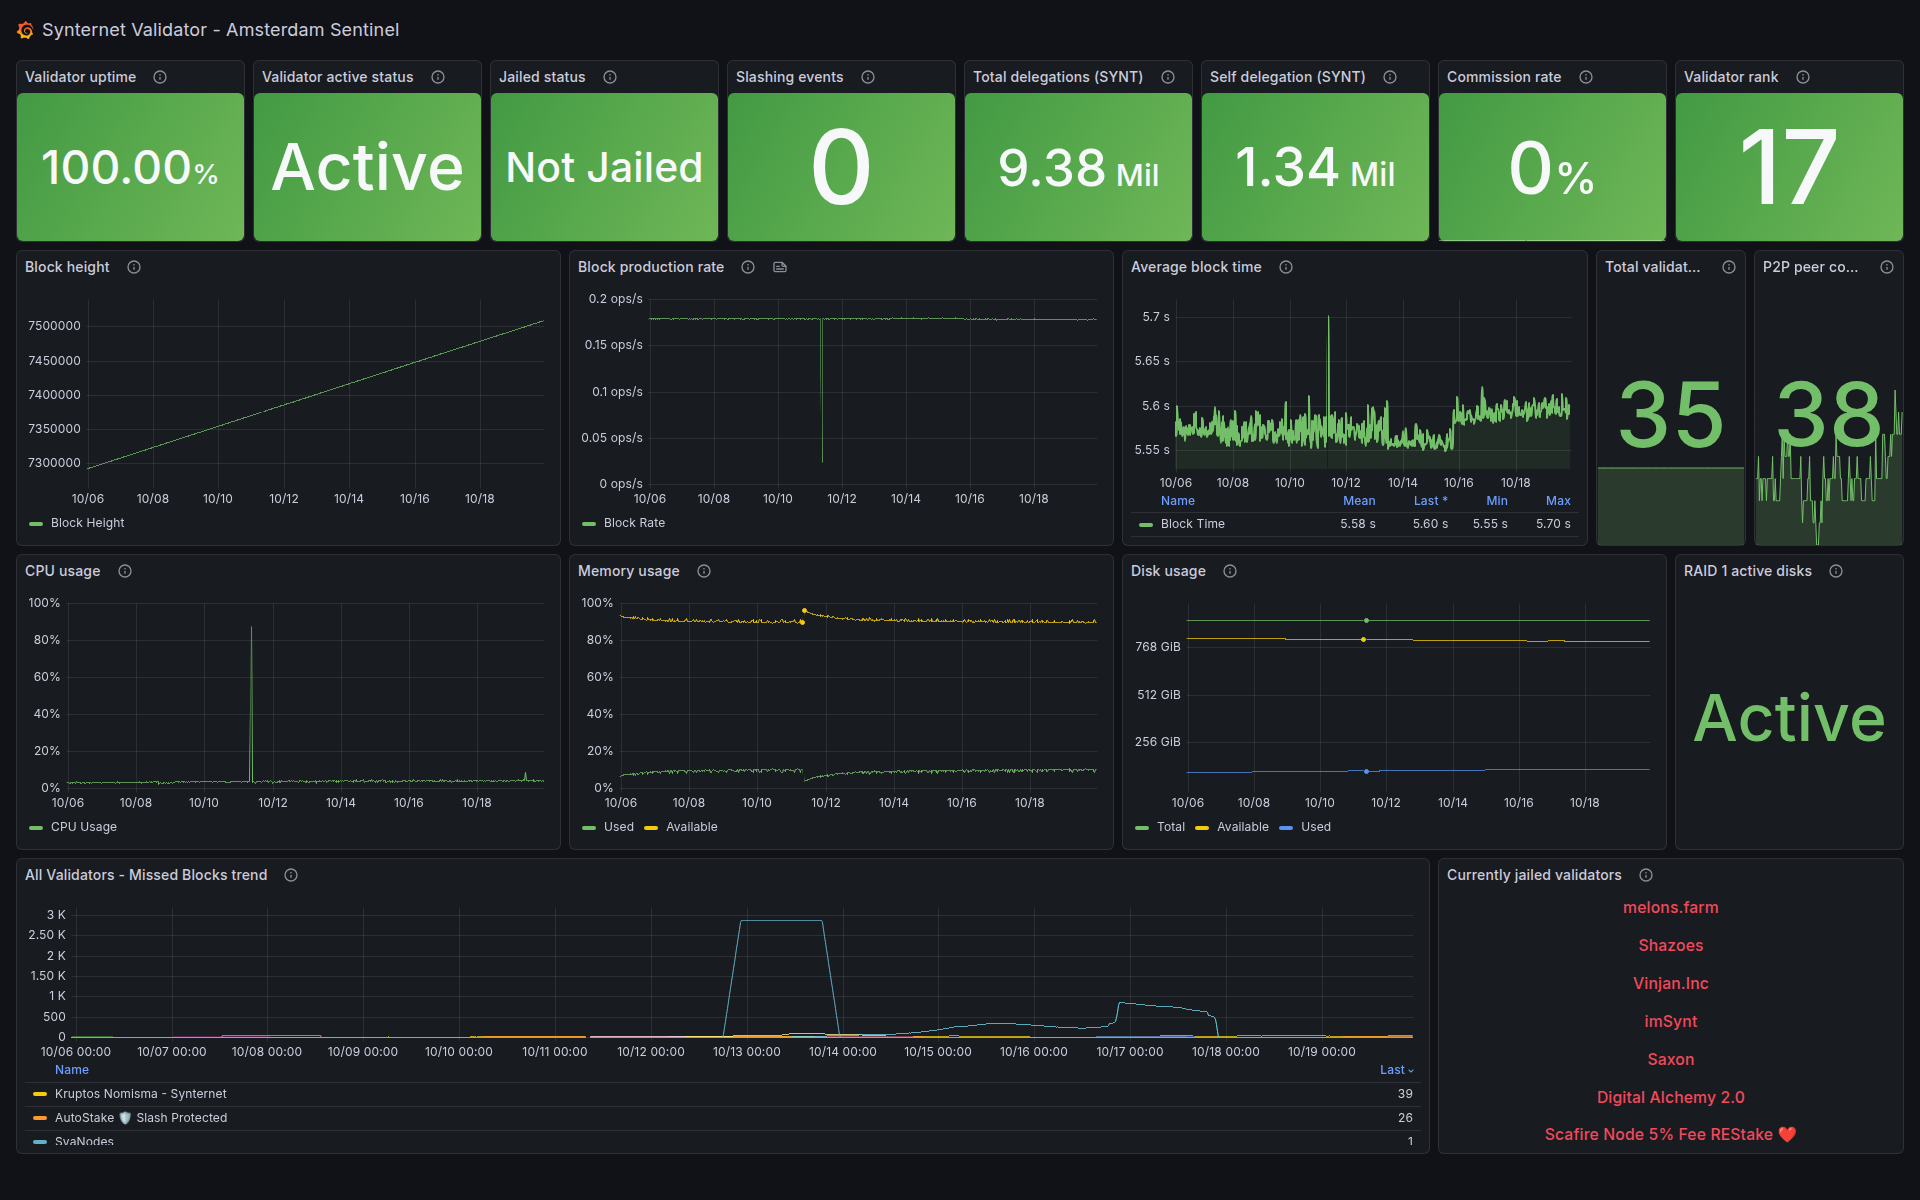 Synternet Validator - Amsterdam Sentinel
Validator uptime
100.00%
Validator active status
Active
Jailed status
Not Jailed
Slashing events
0
Total delegations (SYNT)
9.38 Mil
Self delegation (SYNT)
1.34 Mil
Commission rate
0%
Validator rank
17
Block height
7500000
7450000
7400000
7350000
7300000
10/06 10/08 10/10 10/12 10/14 10/16 10/18
Block Height
Block production rate
0.2 ops/s
0.15 ops/s
0.1 ops/s
0.05 ops/s
0 ops/s
10/06 10/08 10/10 10/12 10/14 10/16 10/18
Block Rate
Average block time
5.7 s
5.65 s
5.6 s
5.55 s
10/06 10/08 10/10 10/12 10/14 10/16 10/18
Name Mean Last * Min Max
Block Time 5.58 s 5.60 s 5.55 s 5.70 s
Total validat...
35
P2P peer co...
38
CPU usage
100%
80%
60%
40%
20%
0%
10/06 10/08 10/10 10/12 10/14 10/16 10/18
CPU Usage
Memory usage
100%
80%
60%
40%
20%
0%
10/06 10/08 10/10 10/12 10/14 10/16 10/18
Used Available
Disk usage
768 GiB
512 GiB
256 GiB
10/06 10/08 10/10 10/12 10/14 10/16 10/18
Total Available Used
RAID 1 active disks
Active
All Validators - Missed Blocks trend
3 K
2.50 K
2 K
1.50 K
1 K
500
0
10/06 00:00 10/07 00:00 10/08 00:00 10/09 00:00 10/10 00:00 10/11 00:00 10/12 00:00 10/13 00:00 10/14 00:00 10/15 00:00 10/16 00:00 10/17 00:00 10/18 00:00 10/19 00:00
Name Last
Kruptos Nomisma - Synternet 39
AutoStake 🛡️ Slash Protected 26
SvaNodes 1
Currently jailed validators
melons.farm
Shazoes
Vinjan.Inc
imSynt
Saxon
Digital Alchemy 2.0
Scafire Node 5% Fee REStake ❤️